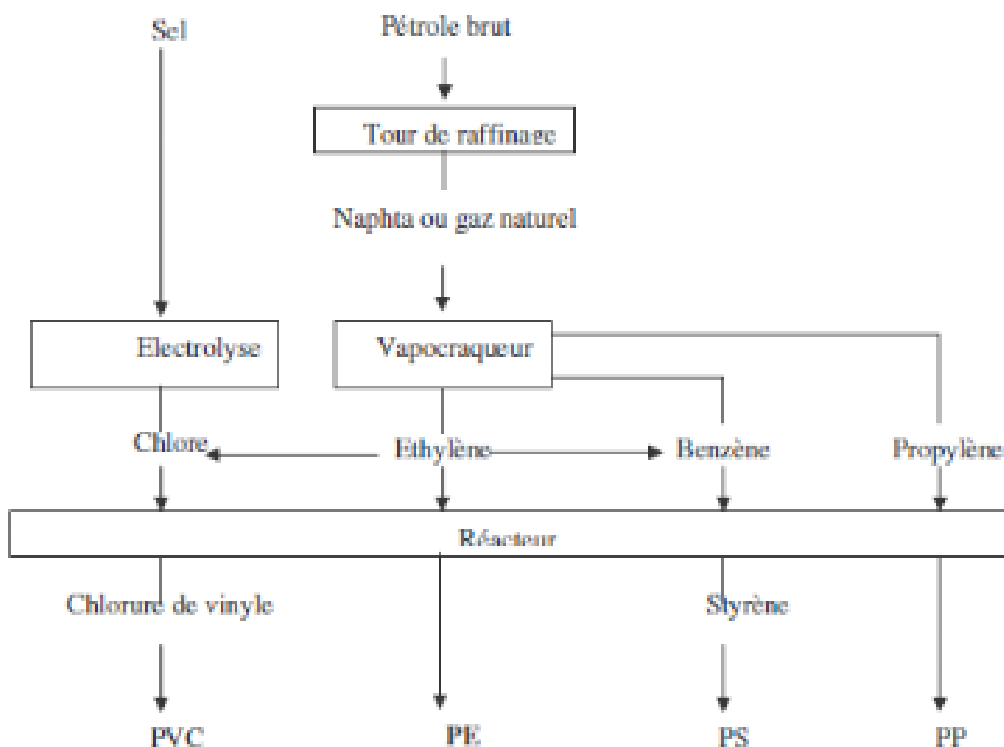 Sel
Pétrole brut
Tour de raffinage
Naphta ou gaz naturel
Electrolyse
Vapocraqueur
Chlore
Ethylène
Benzène
Propylène
Réacteur
Chlorure de vinyle
Styrène
PVC
PE
PS
PP